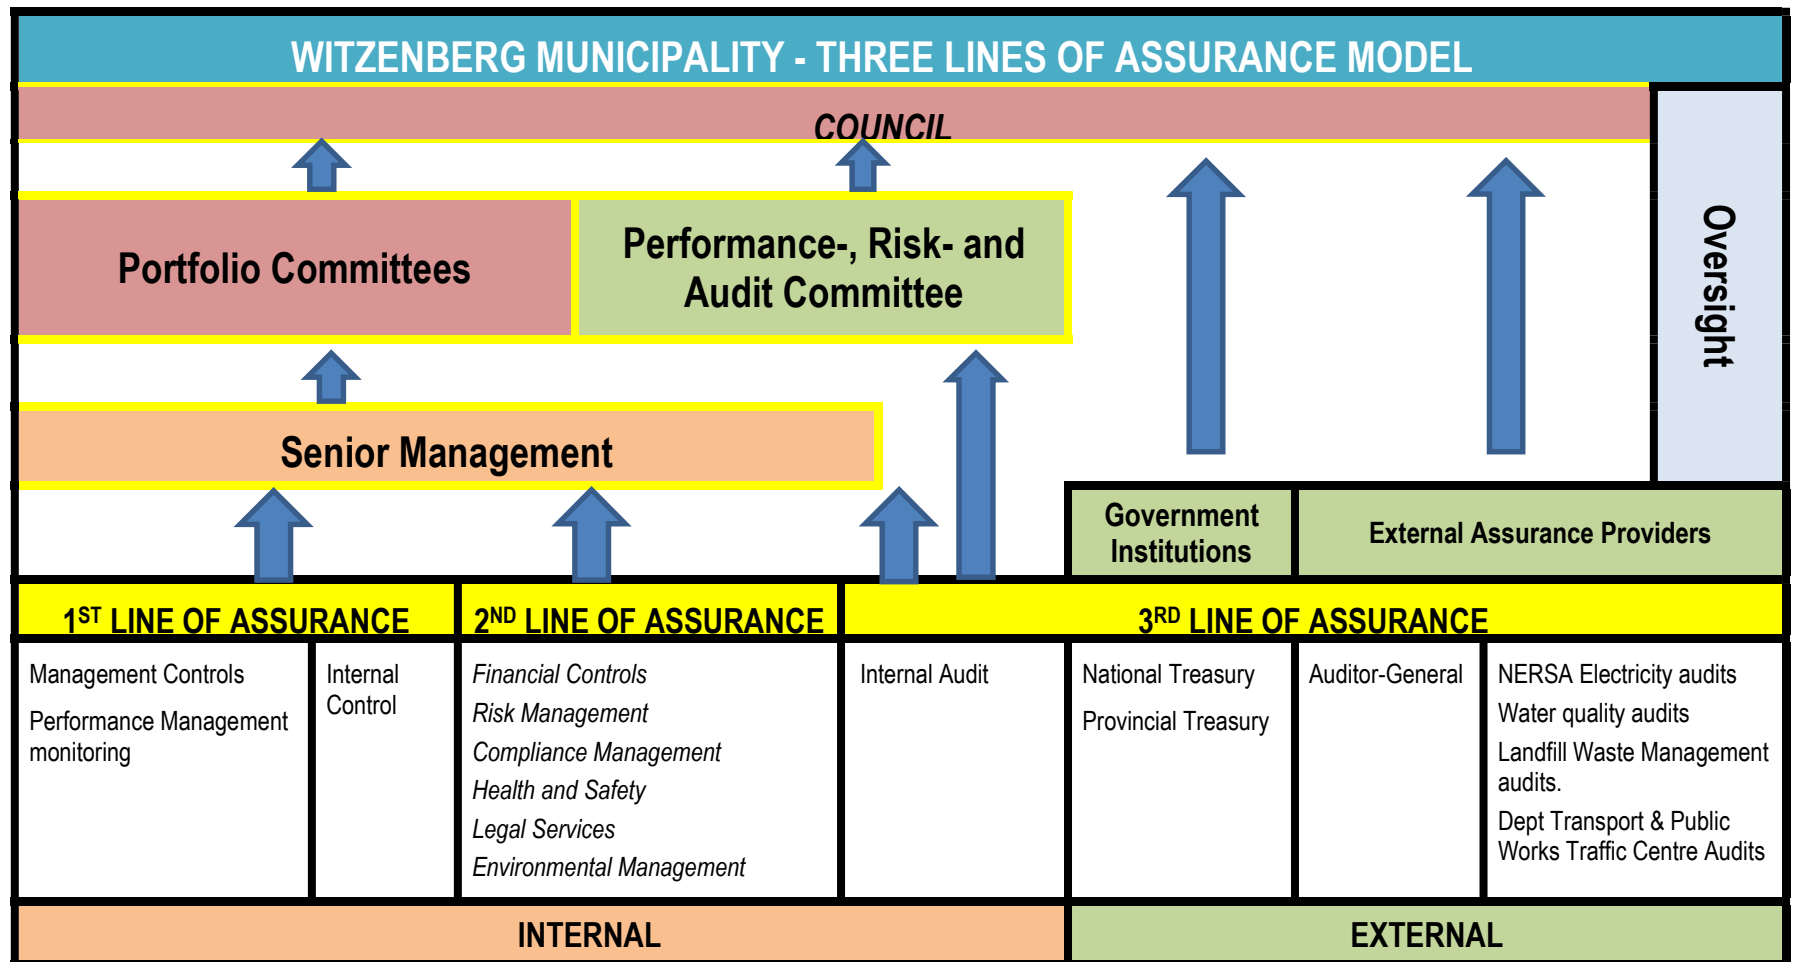 WITZENBERG MUNICIPALITY - THREE LINES OF ASSURANCE MODEL
COUNCIL
Oversight
Portfolio Committees
Performance-, Risk- and
Audit Committee
Senior Management
Government
Institutions
External Assurance Providers
1ST LINE OF ASSURANCE
2ND LINE OF ASSURANCE
3RD LINE OF ASSURANCE
Management Controls
Performance Management
monitoring
Internal
Control
Financial Controls
Risk Management
Compliance Management
Health and Safety
Legal Services
Environmental Management
Internal Audit
National Treasury
Provincial Treasury
Auditor-General
NERSA Electricity audits
Water quality audits
Landfill Waste Management
audits.
Dept Transport & Public
Works Traffic Centre Audits
INTERNAL
EXTERNAL